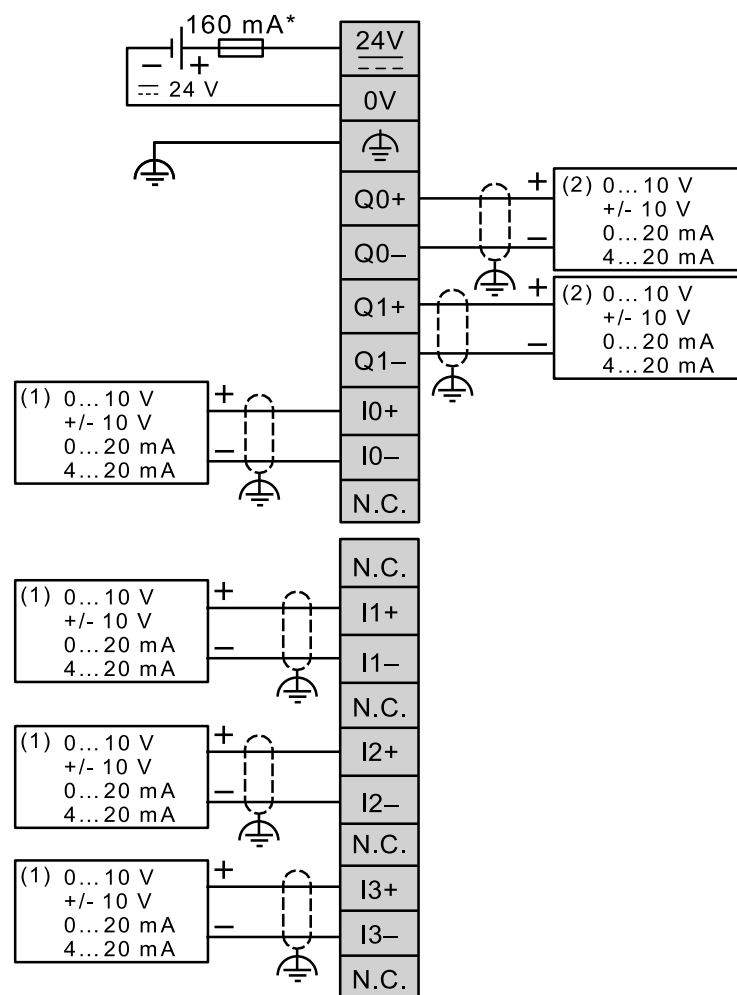 160 mA*
24V
− +
24 V
0V
Q0+
+
(2) 0...10 V
+/- 10 V
0...20 mA
4...20 mA
Q0−
−
Q1+
+
(2) 0...10 V
+/- 10 V
0...20 mA
4...20 mA
Q1−
−
(1) 0...10 V
+/- 10 V
0...20 mA
4...20 mA
+
I0+
−
I0−
N.C.
N.C.
(1) 0...10 V
+/- 10 V
0...20 mA
4...20 mA
+
I1+
−
I1−
N.C.
(1) 0...10 V
+/- 10 V
0...20 mA
4...20 mA
+
I2+
−
I2−
N.C.
(1) 0...10 V
+/- 10 V
0...20 mA
4...20 mA
+
I3+
−
I3−
N.C.